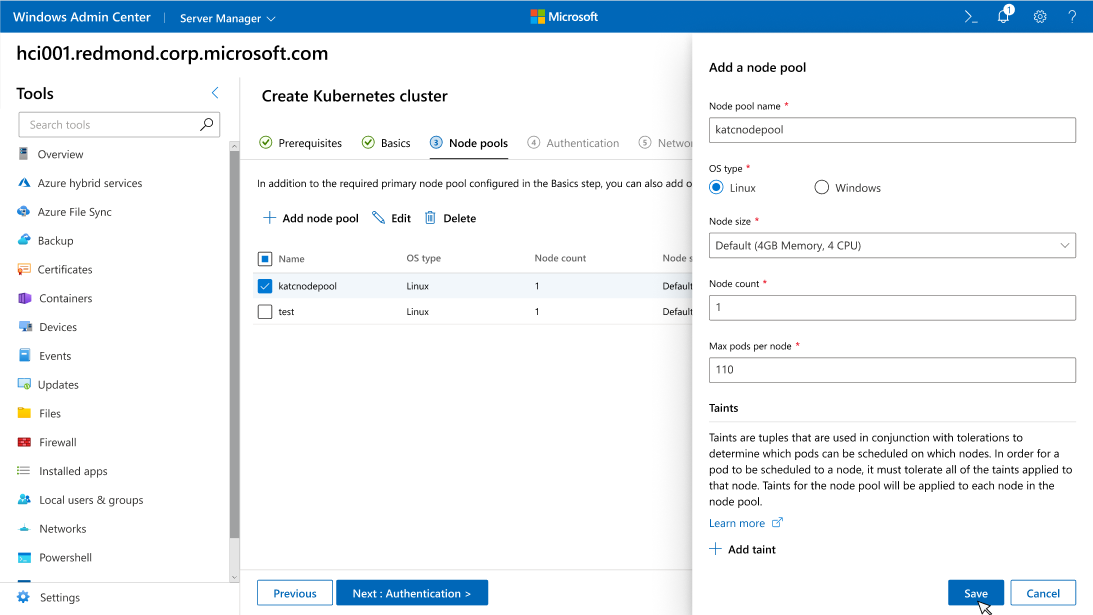 Windows Admin Center | Server Manager
Microsoft
1
?
hci001.redmond.corp.microsoft.com
Tools
Search tools
Overview
Azure hybrid services
Azure File Sync
Backup
Certificates
Containers
Devices
Events
Updates
Files
Firewall
Installed apps
Local users & groups
Networks
Powershell
Settings
Create Kubernetes cluster
Prerequisites
Basics
3 Node pools
4 Authentication
5 Networ
In addition to the required primary node pool configured in the Basics step, you can also add o
Add node pool
Edit
Delete
Name OS type Node count Node s
katcnodepool Linux 1 Default
test Linux 1 Default
Previous
Next : Authentication >
Add a node pool
Node pool name *
katcnodepool
OS type *
Linux
Windows
Node size *
Default (4GB Memory, 4 CPU)
Node count *
1
Max pods per node *
110
Taints
Taints are tuples that are used in conjunction with tolerations to
determine which pods can be scheduled on which nodes. In order for a
pod to be scheduled to a node, it must tolerate all of the taints applied to
that node. Taints for the node pool will be applied to each node in the
node pool.
Learn more
Add taint
Save
Cancel